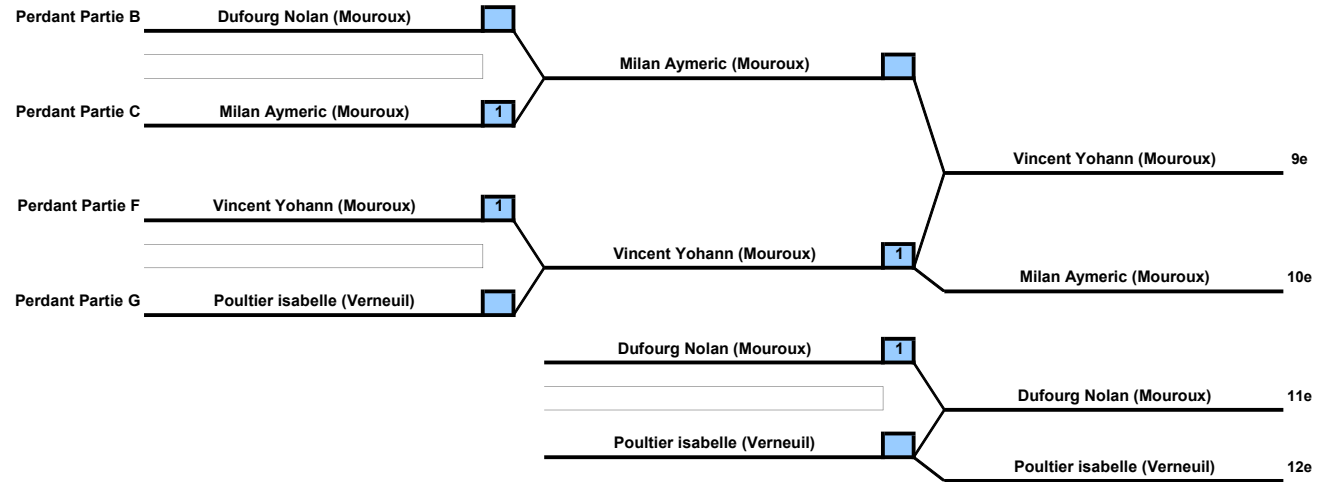 Perdant Partie B Dufourg Nolan (Mouroux)
Milan Aymeric (Mouroux)
Perdant Partie C Milan Aymeric (Mouroux) 1
Vincent Yohann (Mouroux) 9e
Perdant Partie F Vincent Yohann (Mouroux) 1
Vincent Yohann (Mouroux) 1
Milan Aymeric (Mouroux) 10e
Perdant Partie G Poultier isabelle (Verneuil)
Dufourg Nolan (Mouroux) 1
Dufourg Nolan (Mouroux) 11e
Poultier isabelle (Verneuil)
Poultier isabelle (Verneuil) 12e